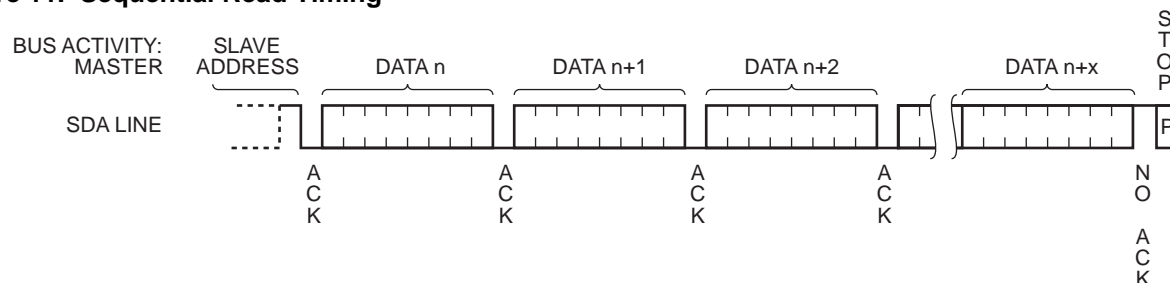 Sequential Read Timing
BUS ACTIVITY:
MASTER
SLAVE
ADDRESS
DATA n
DATA n+1
DATA n+2
DATA n+x
S
T
O
P
SDA LINE
P
A
C
K
A
C
K
A
C
K
A
C
K
N
O
A
C
K